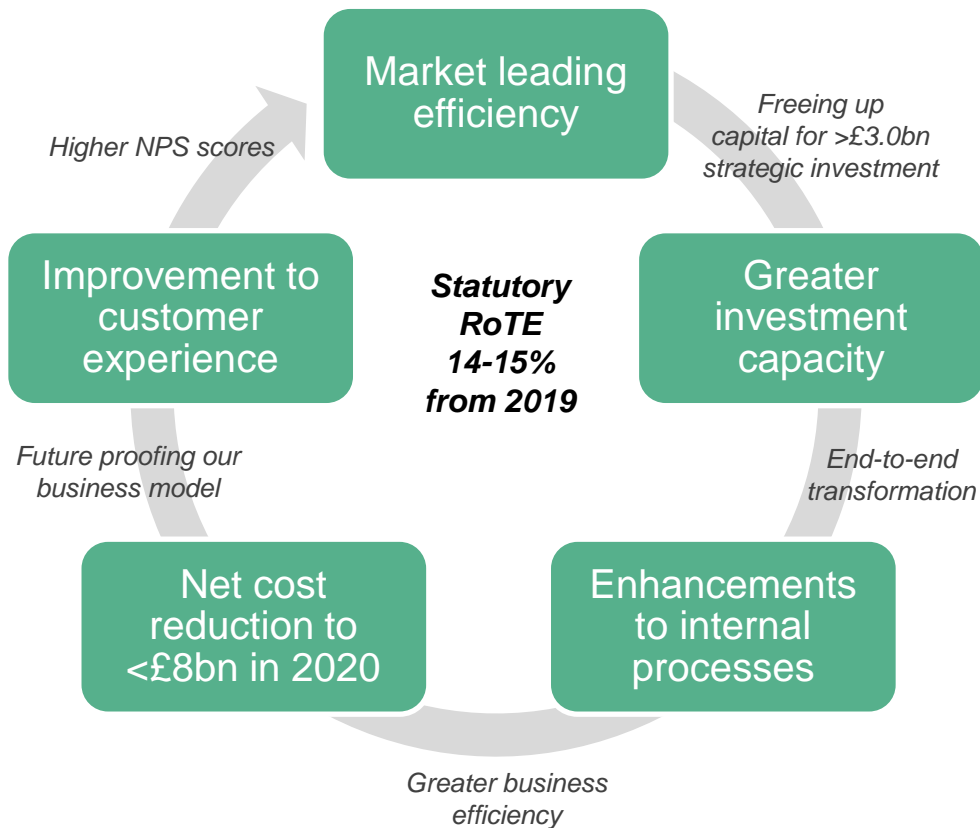 Market leading
efficiency
Freeing up
capital for >£3.0bn
strategic investment
Greater
investment
capacity
End-to-end
transformation
Enhancements
to internal
processes
Greater business
efficiency
Net cost
reduction to
<£8bn in 2020
Future proofing our
business model
Improvement to
customer
experience
Higher NPS scores
Statutory
RoTE
14-15%
from 2019